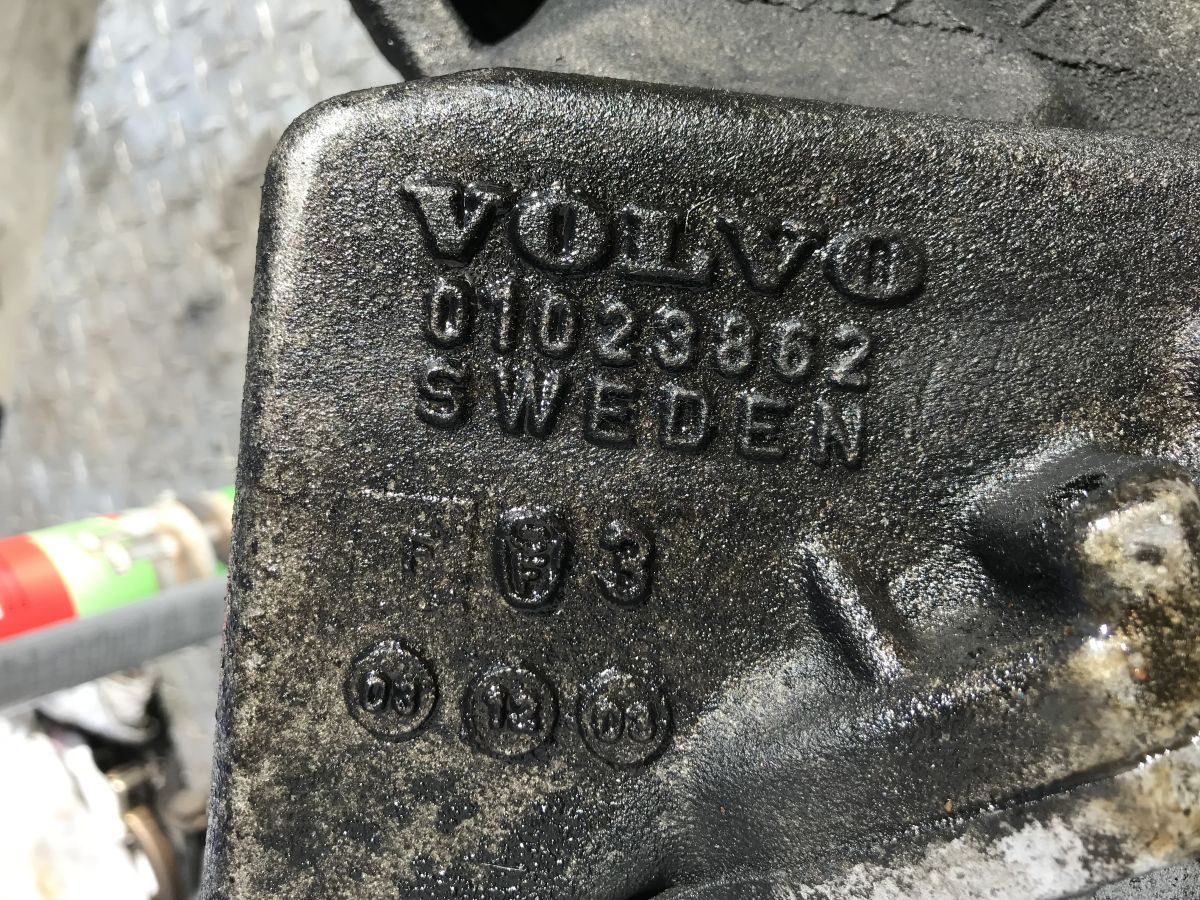 VOLVO
01023862
SWEDEN
F 3
03 12 03